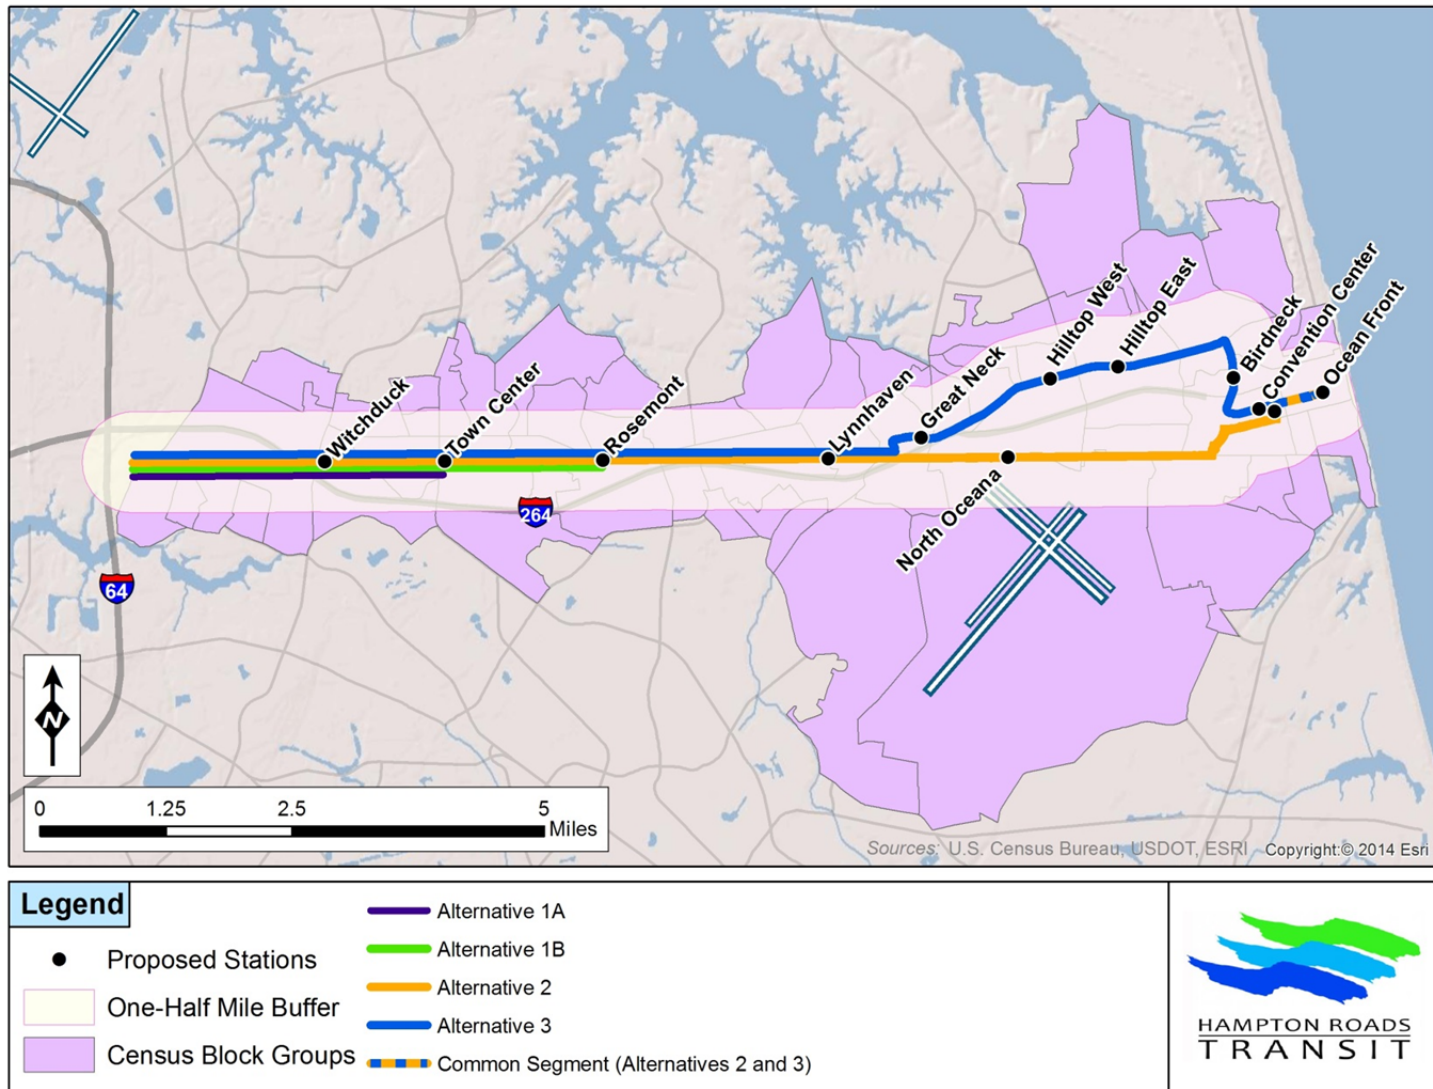 Witchduck
Town Center
Rosemont
Lynnhaven
Great Neck
Hilltop West
Hilltop East
Birdneck
Convention Center
Ocean Front
North Oceana
264
64
N
0 1.25 2.5 5
Miles
Sources: U.S. Census Bureau, USDOT, ESRI Copyright:© 2014 Esri
Legend
Proposed Stations
One-Half Mile Buffer
Census Block Groups
Alternative 1A
Alternative 1B
Alternative 2
Alternative 3
Common Segment (Alternatives 2 and 3)
HAMPTON ROADS
TRANSIT